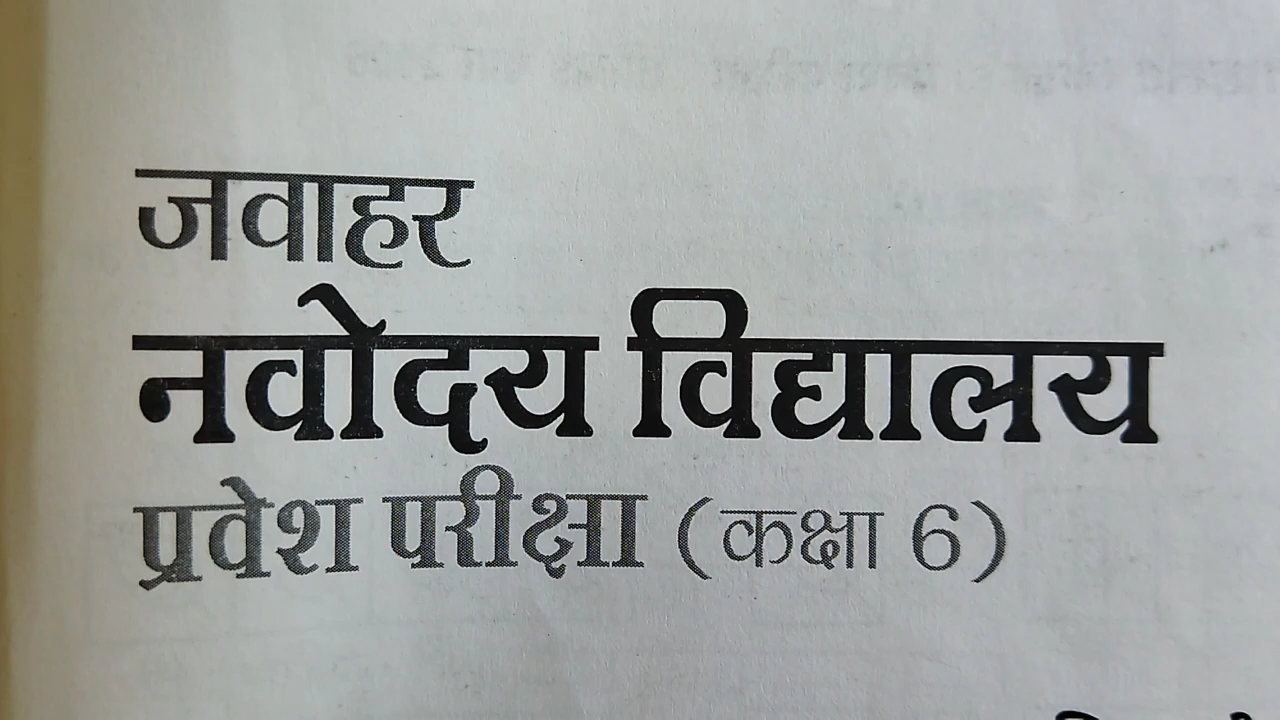 जवाहर
नवोदय विद्यालय
प्रवेश परीक्षा (कक्षा 6)